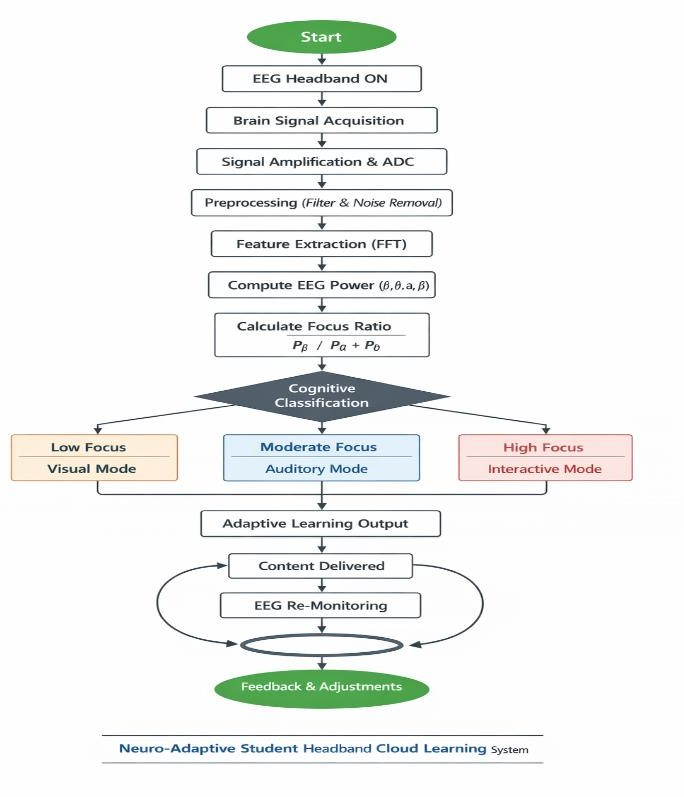 Start
EEG Headband ON
Brain Signal Acquisition
Signal Amplification & ADC
Preprocessing (Filter & Noise Removal)
Feature Extraction (FFT)
Compute EEG Power (β,θ.a,β)
Calculate Focus Ratio
Pβ / Pa + Pb
Cognitive
Classification
Low Focus
Visual Mode
Moderate Focus
Auditory Mode
High Focus
Interactive Mode
Adaptive Learning Output
Content Delivered
EEG Re-Monitoring
Feedback & Adjustments
Neuro-Adaptive Student Headband Cloud Learning System